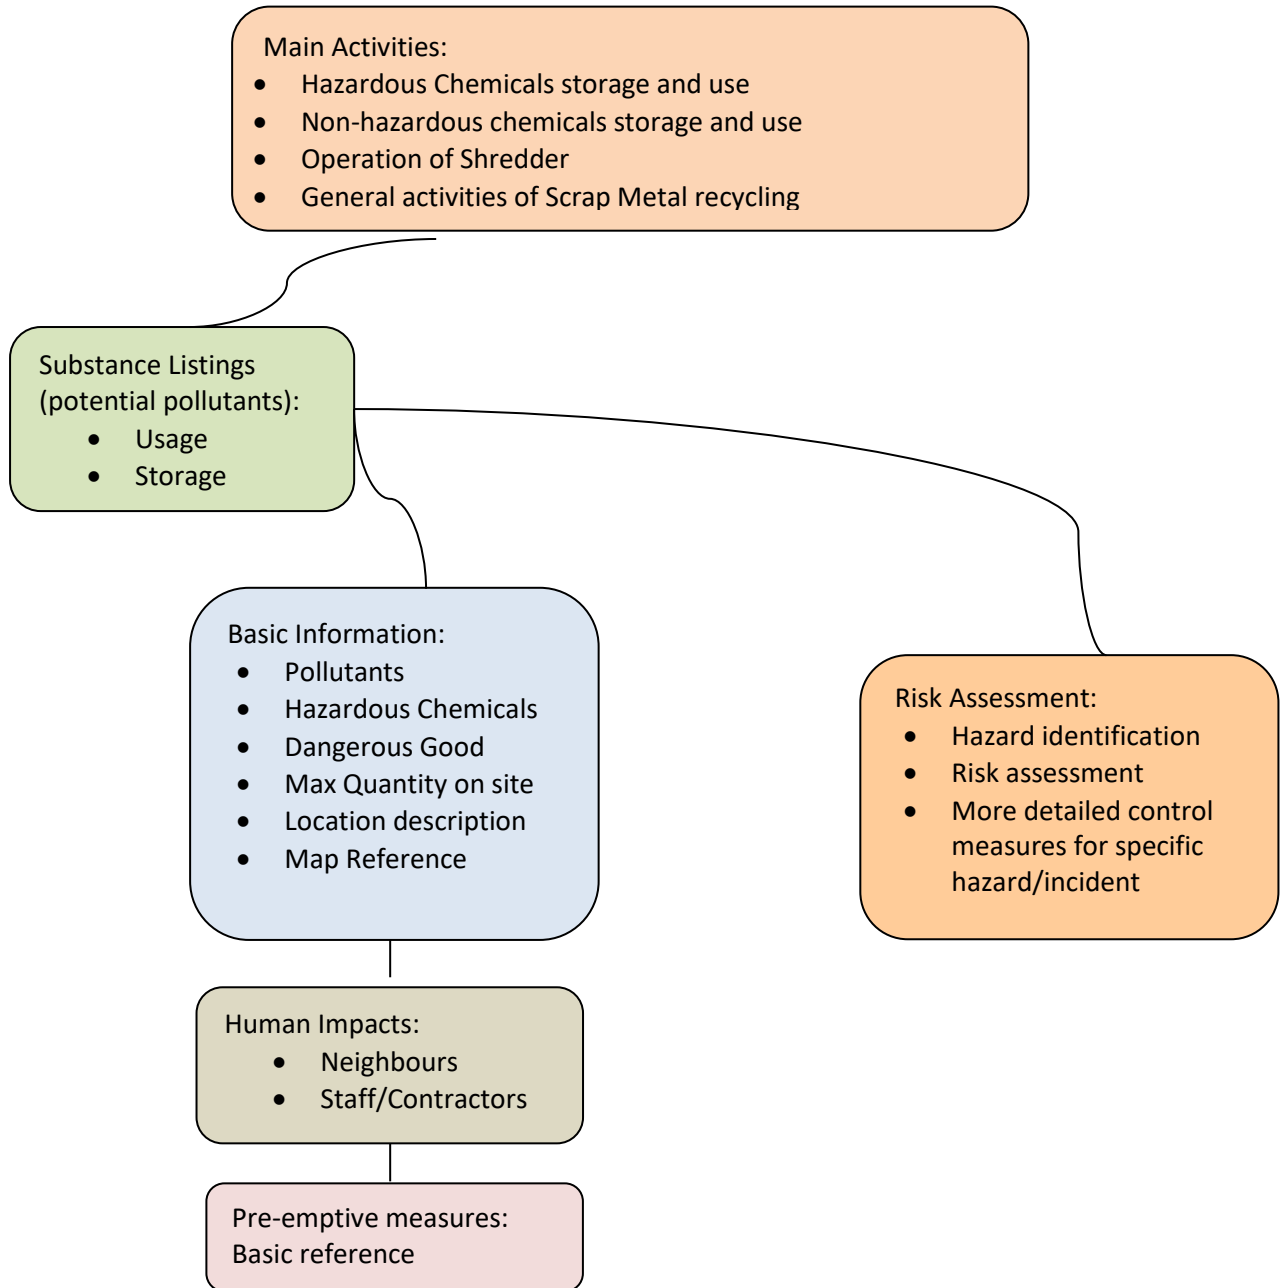 Main Activities:
• Hazardous Chemicals storage and use
• Non-hazardous chemicals storage and use
• Operation of Shredder
• General activities of Scrap Metal recycling
Substance Listings
(potential pollutants):
• Usage
• Storage
Basic Information:
• Pollutants
• Hazardous Chemicals
• Dangerous Good
• Max Quantity on site
• Location description
• Map Reference
Risk Assessment:
• Hazard identification
• Risk assessment
• More detailed control
measures for specific
hazard/incident
Human Impacts:
• Neighbours
• Staff/Contractors
Pre-emptive measures:
Basic reference